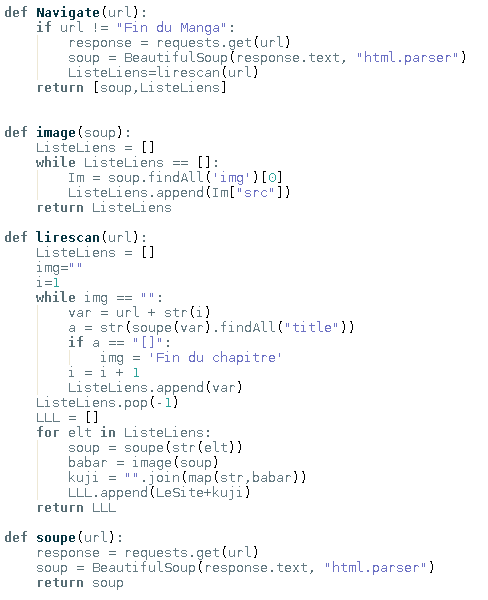 def Navigate(url):
    if url != "Fin du Manga":
        response = requests.get(url)
        soup = BeautifulSoup(response.text, "html.parser")
        ListeLiens=lirescan(url)
    return [soup,ListeLiens]


def image(soup):
    ListeLiens = []
    while ListeLiens == []:
        Im = soup.findAll('img')[0]
        ListeLiens.append(Im["src"])
    return ListeLiens

def lirescan(url):
    ListeLiens = []
    img=""
    i=1
    while img == "":
        var = url + str(i)
        a = str(soupe(var).findAll("title"))
        if a == "[]":
            img = 'Fin du chapitre'
        i = i + 1
        ListeLiens.append(var)
    ListeLiens.pop(-1)
    LLL = []
    for elt in ListeLiens:
        soup = soupe(str(elt))
        babar = image(soup)
        kuji = "".join(map(str,babar))
        LLL.append(LeSite+kuji)
    return LLL

def soupe(url):
    response = requests.get(url)
    soup = BeautifulSoup(response.text, "html.parser")
    return soup